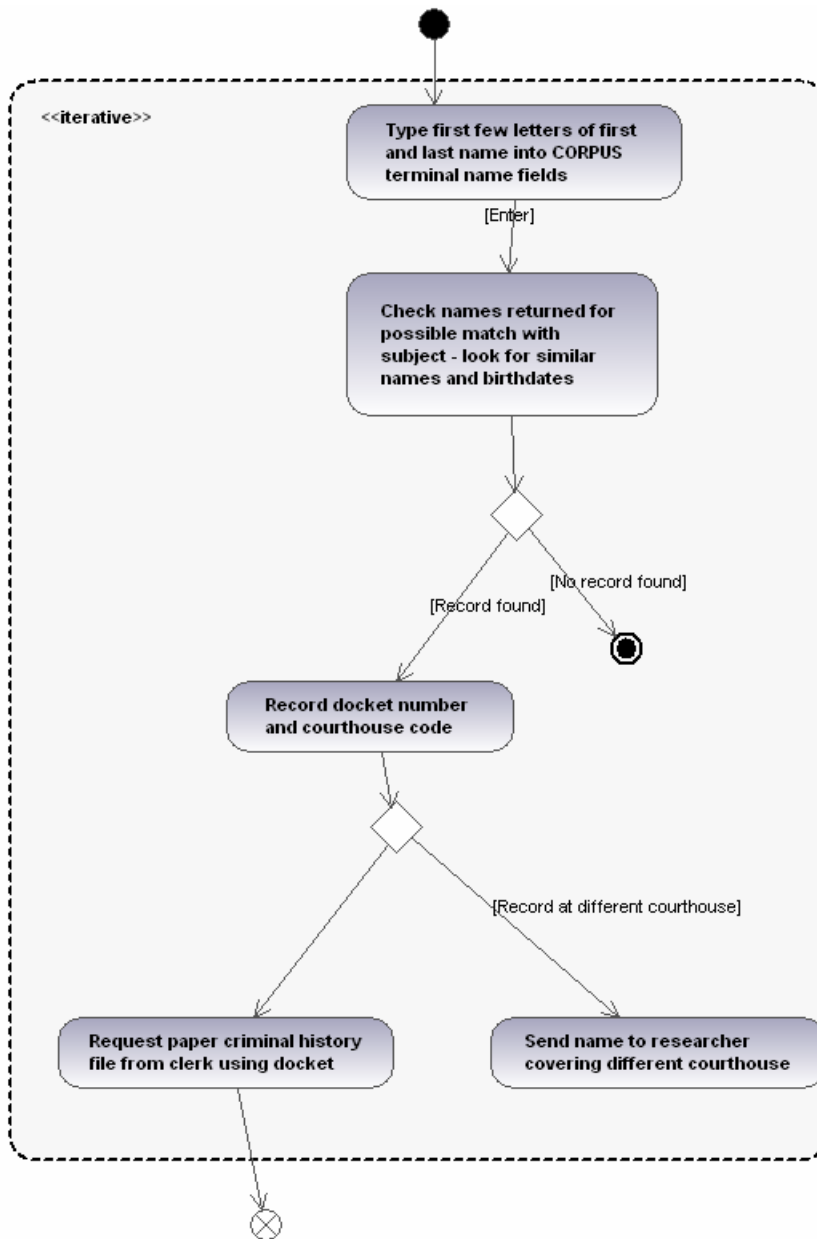 <<iterative>>
Type first few letters of first
and last name into CORPUS
terminal name fields
[Enter]
Check names returned for
possible match with
subject - look for similar
names and birthdates
[No record found]
[Record found]
Record docket number
and courthouse code
[Record at different courthouse]
Request paper criminal history
file from clerk using docket
Send name to researcher
covering different courthouse